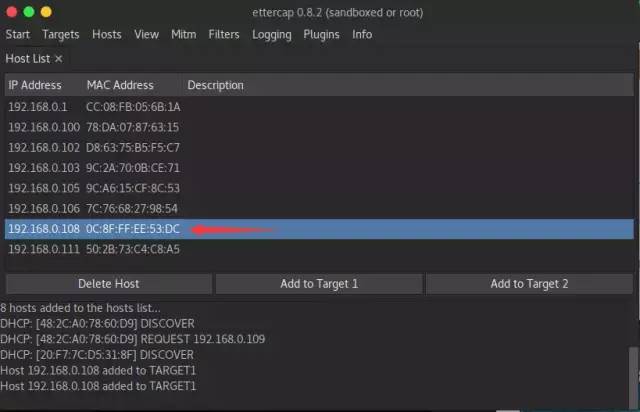 ettercap 0.8.2 (sandboxed or root)
Start Targets Hosts View Mitm Filters Logging Plugins Info
Host List ×
IP Address MAC Address Description
192.168.0.1 CC:08:FB:05:6B:1A
192.168.0.100 78:DA:07:87:63:15
192.168.0.102 D8:63:75:B5:F5:C7
192.168.0.103 9C:2A:70:0B:CE:71
192.168.0.105 9C:A6:15:CF:8C:53
192.168.0.106 7C:76:68:27:98:54
192.168.0.108 0C:8F:FF:EE:53:DC
192.168.0.111 50:2B:73:C4:C8:A5
Delete Host Add to Target 1 Add to Target 2
8 hosts added to the hosts list...
DHCP: [48:2C:A0:78:60:D9] DISCOVER
DHCP: [48:2C:A0:78:60:D9] REQUEST 192.168.0.109
DHCP: [20:F7:7C:D5:31:8F] DISCOVER
Host 192.168.0.108 added to TARGET1
Host 192.168.0.108 added to TARGET1